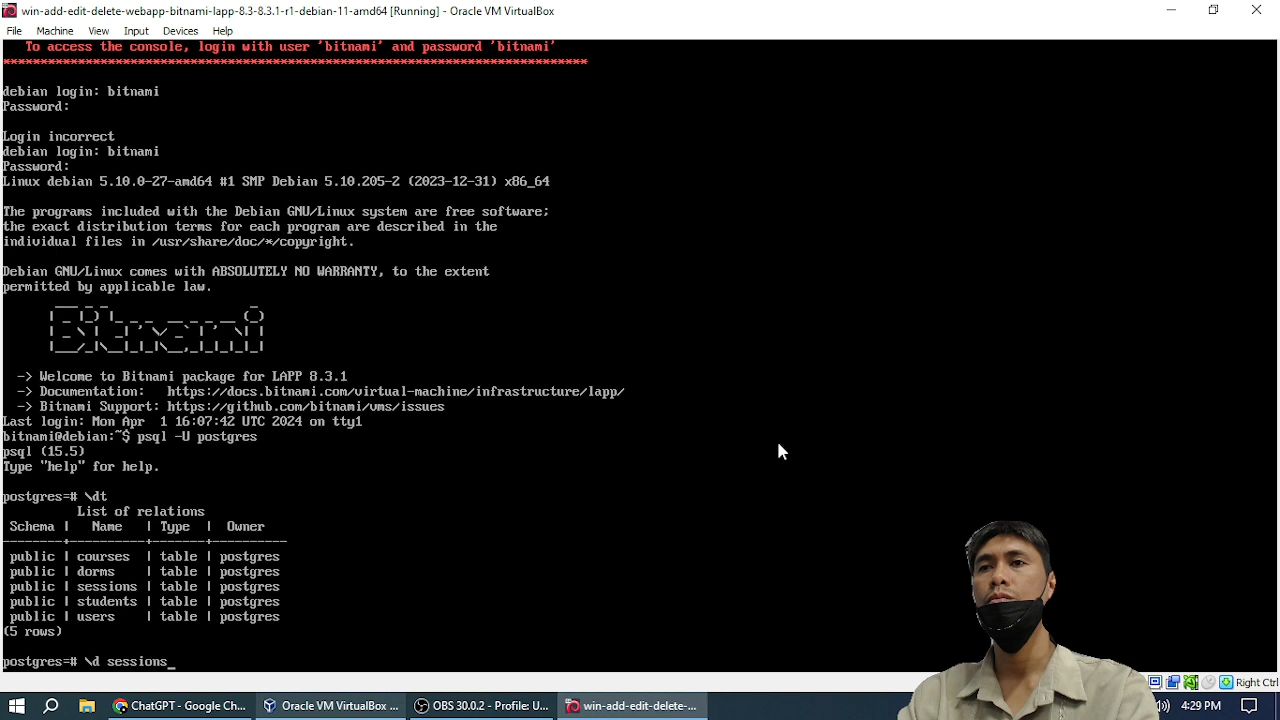 win-add-edit-delete-webapp-bitnami-lapp-8.3-8.3.1-r1-debian-11-amd64 [Running] - Oracle VM VirtualBox
File Machine View Input Devices Help
To access the console, login with user 'bitnami' and password 'bitnami'
*******************************************************************************
debian login: bitnami
Password:
Login incorrect
debian login: bitnami
Password:
Linux debian 5.10.0-27-amd64 #1 SMP Debian 5.10.205-2 (2023-12-31) x86_64
The programs included with the Debian GNU/Linux system are free software;
the exact distribution terms for each program are described in the
individual files in /usr/share/doc/*/copyright.
Debian GNU/Linux comes with ABSOLUTELY NO WARRANTY, to the extent
permitted by applicable law.
Bitnami
-> Welcome to Bitnami package for LAPP 8.3.1
-> Documentation: https://docs.bitnami.com/virtual-machine/infrastructure/lapp/
-> Bitnami Support: https://github.com/bitnami/vms/issues
Last login: Mon Apr 1 16:07:42 UTC 2024 on tty1
bitnami@debian:~$ psql -U postgres
psql (15.5)
Type "help" for help.
postgres=# \dt
List of relations
Schema | Name | Type | Owner
--------+----------+-------+----------
public | courses | table | postgres
public | dorms | table | postgres
public | sessions | table | postgres
public | students | table | postgres
public | users | table | postgres
(5 rows)
postgres=# \d sessions_
Right Ctrl
ChatGPT - Google Ch... Oracle VM VirtualBox ... OBS 30.0.2 - Profile: U... win-add-edit-delete-... 4:29 PM